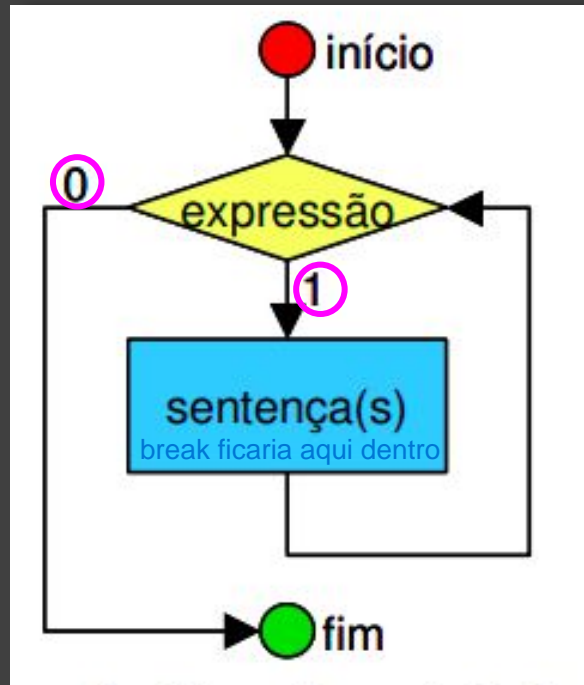 início
0
expressão
1
sentença(s)
break ficaria aqui dentro
fim